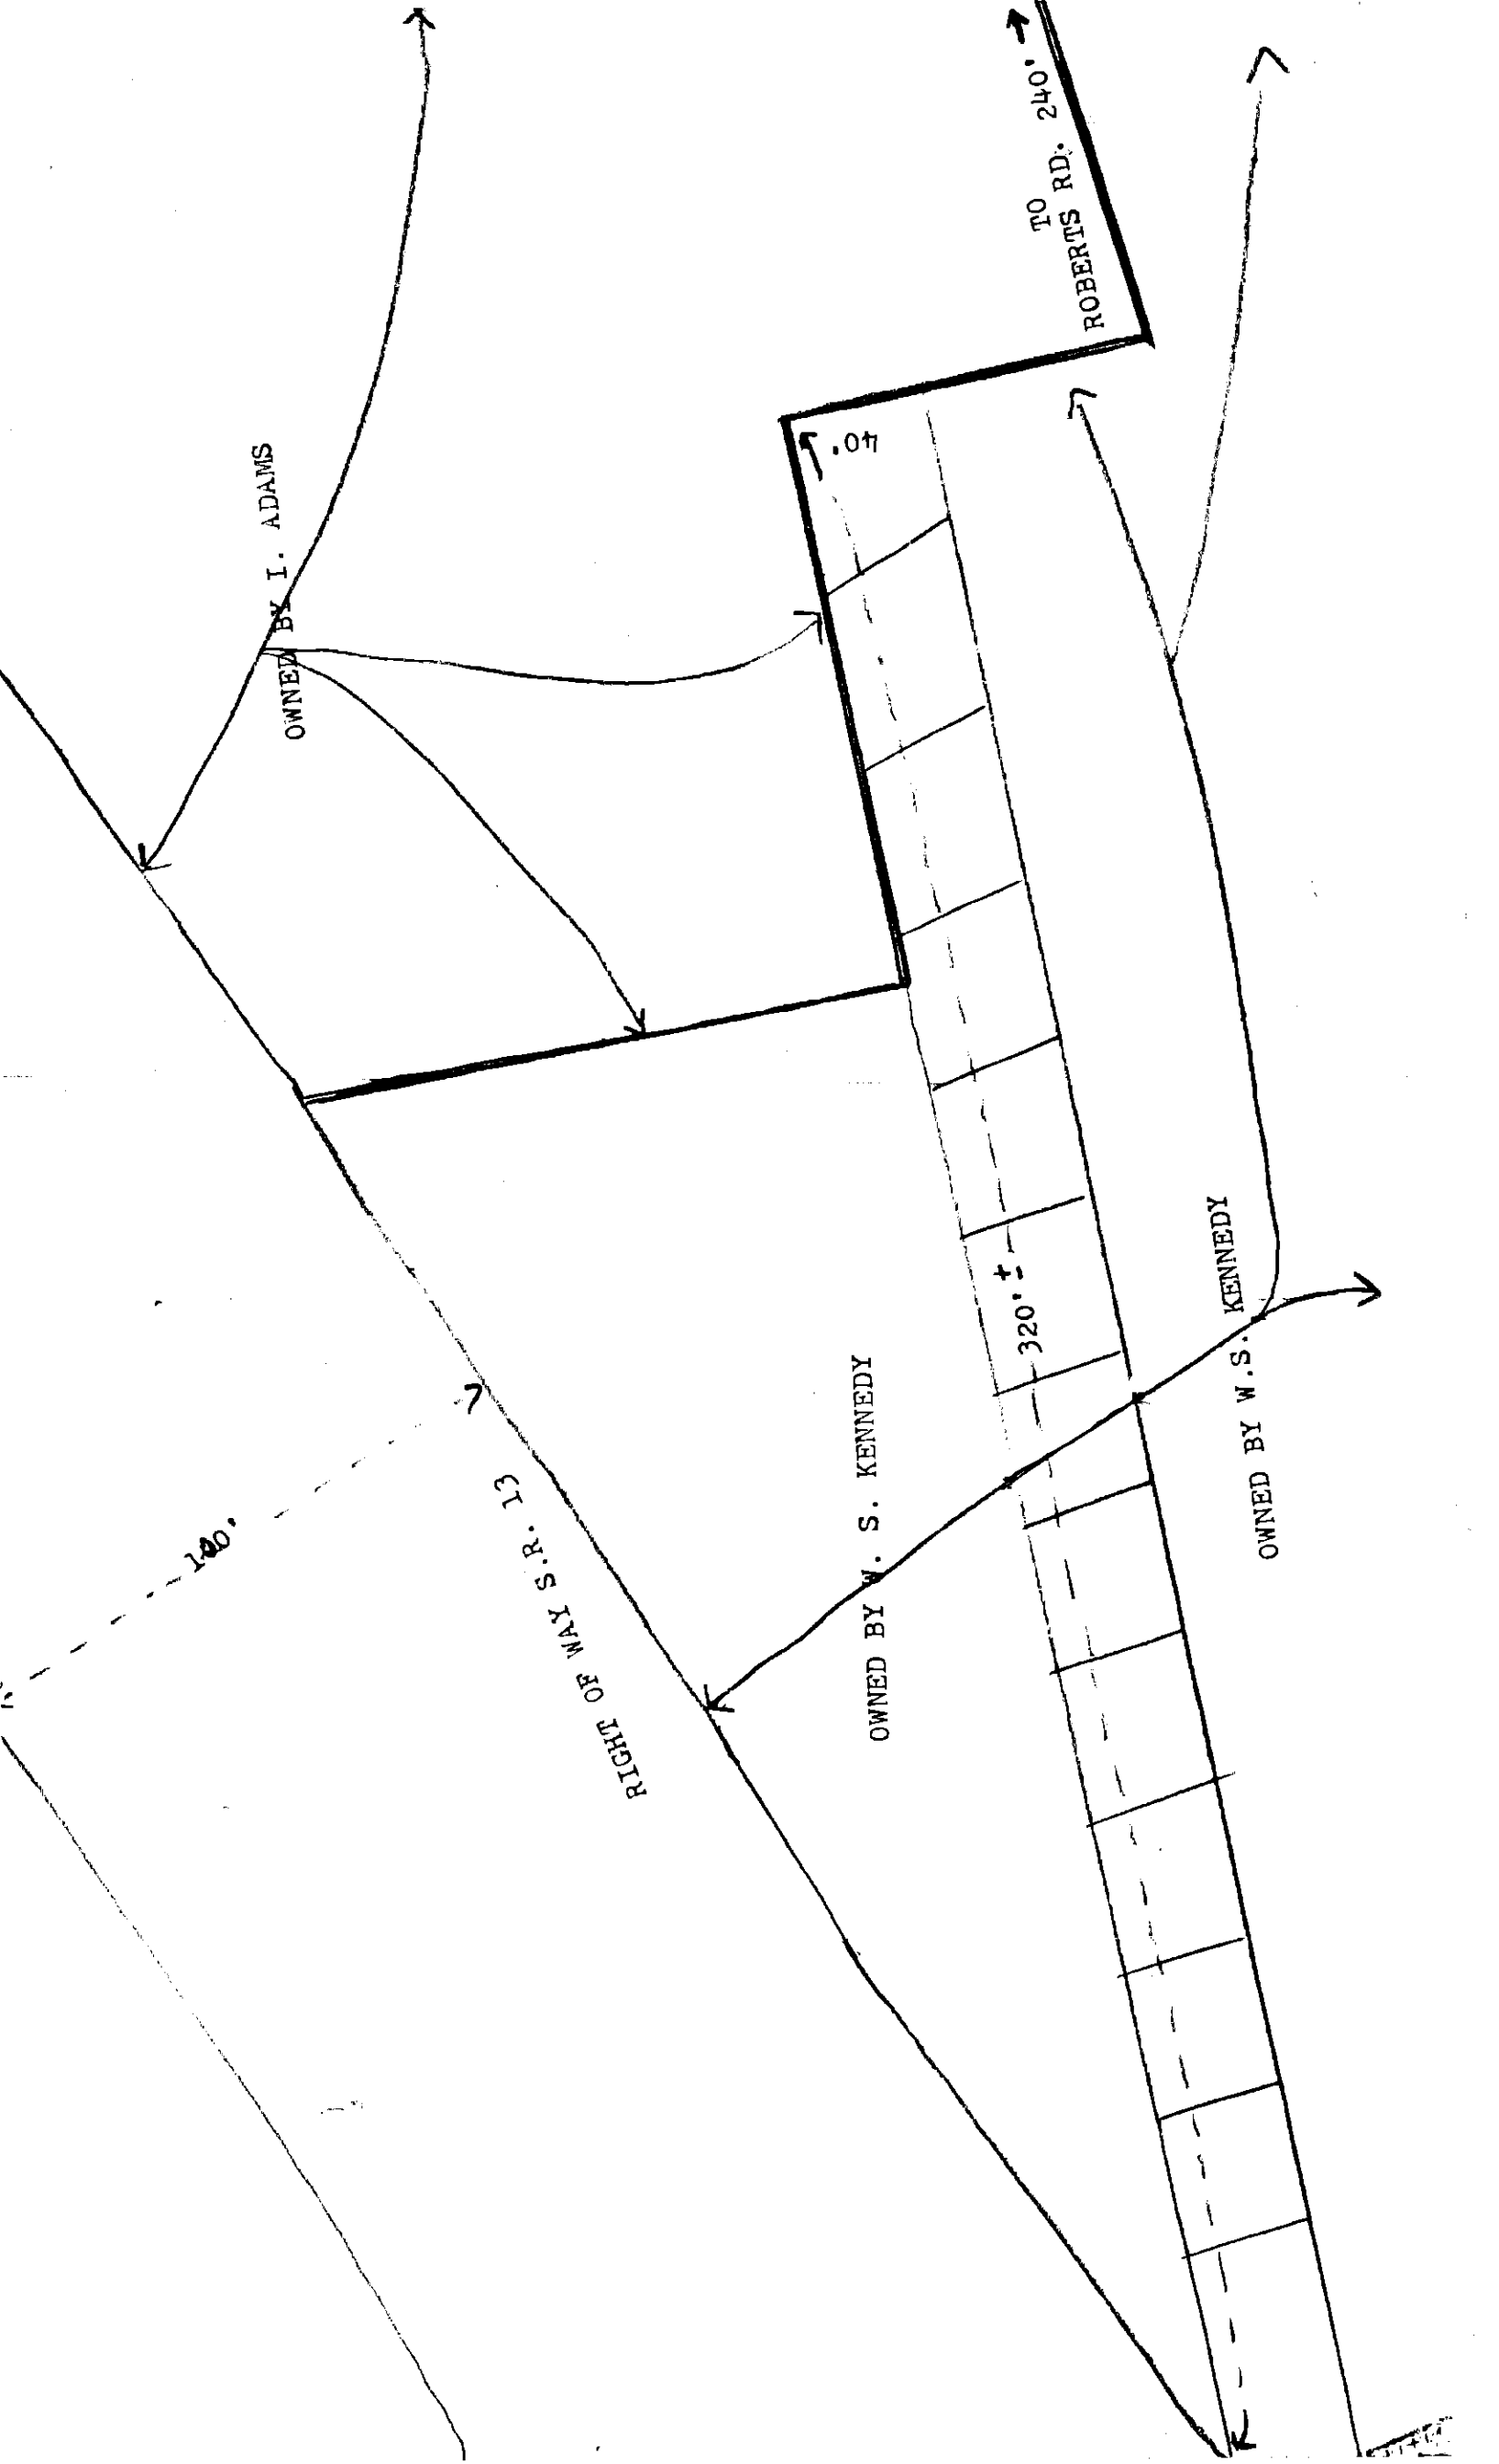 TO
ROBERTS RD. 240'
40'
OWNED BY I. ADAMS
320' ±
OWNED BY W. S. KENNEDY
OWNED BY W.S. KENNEDY
RIGHT OF WAY S.R. 13